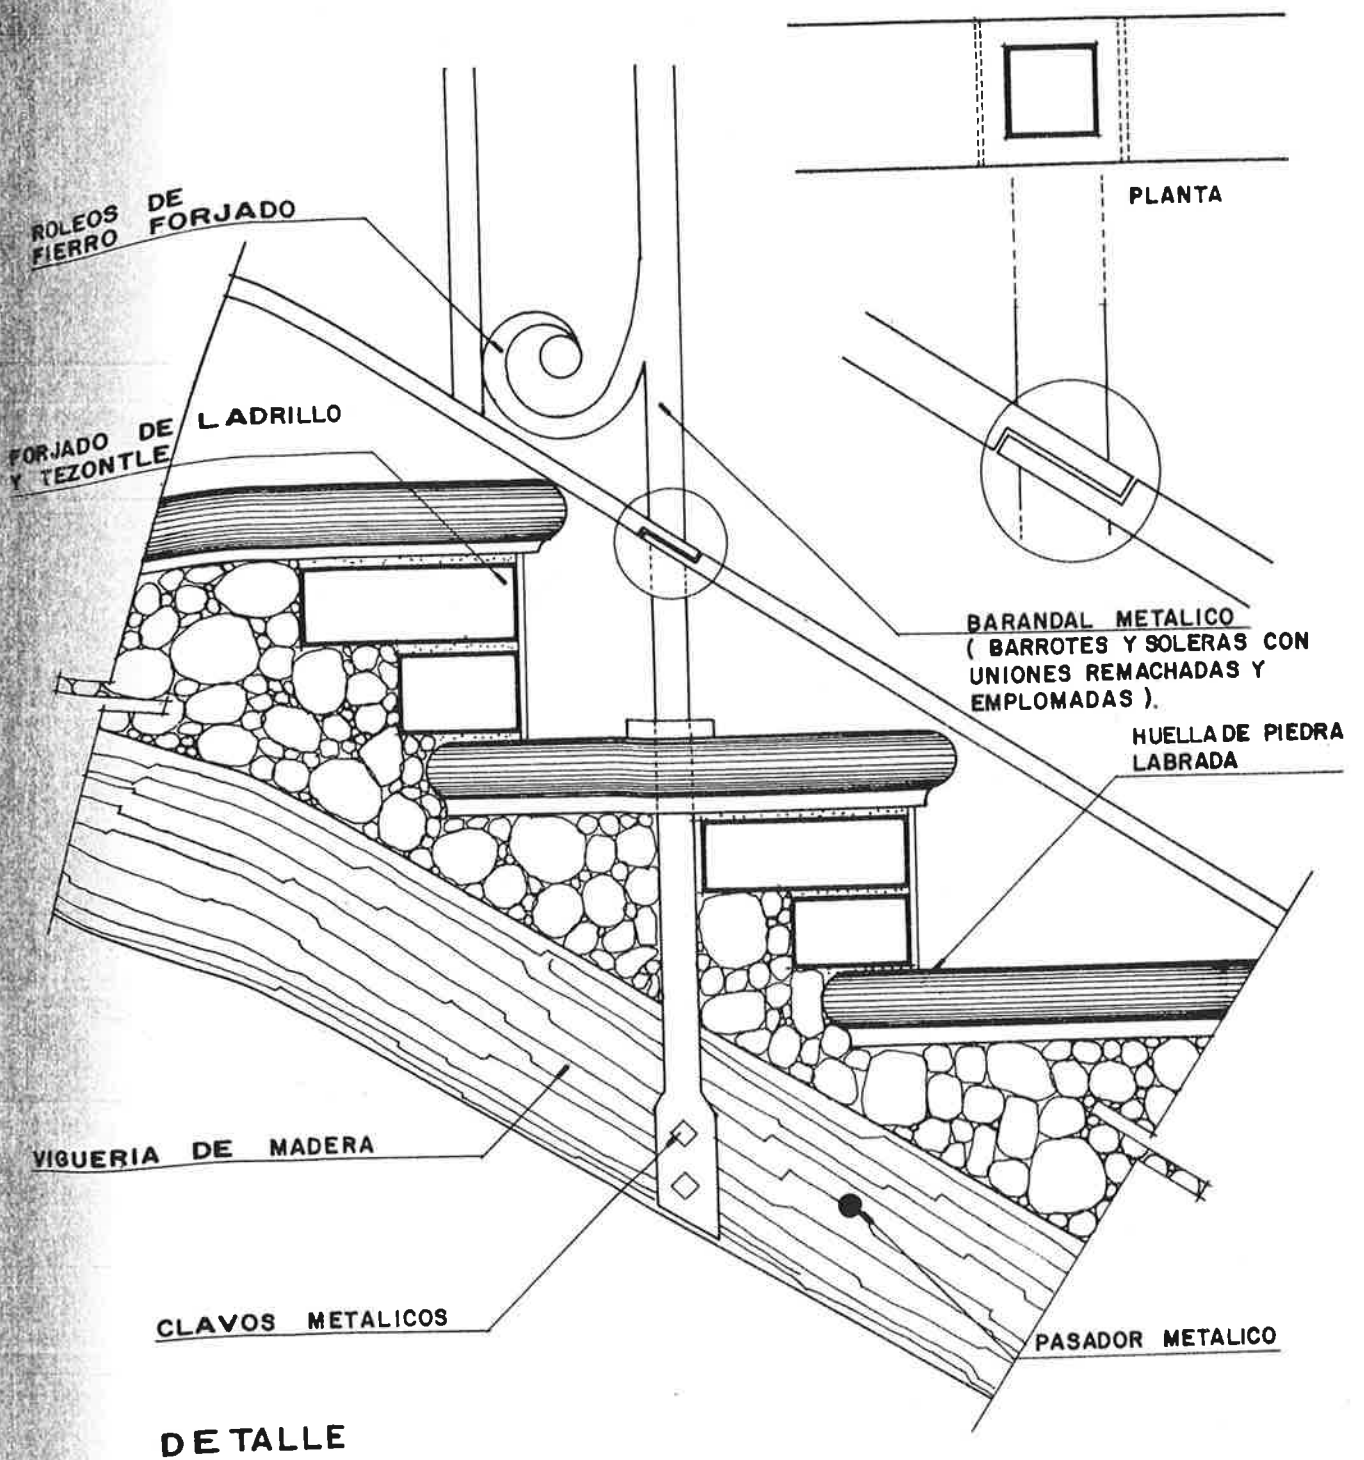 PLANTA
ROLEOS DE
FIERRO FORJADO
FORJADO DE LADRILLO
Y TEZONTLE
BARANDAL METALICO
( BARROTES Y SOLERAS CON
UNIONES REMACHADAS Y
EMPLOMADAS ).
HUELLA DE PIEDRA
LABRADA
VIGUERIA DE MADERA
CLAVOS METALICOS
PASADOR METALICO
DETALLE